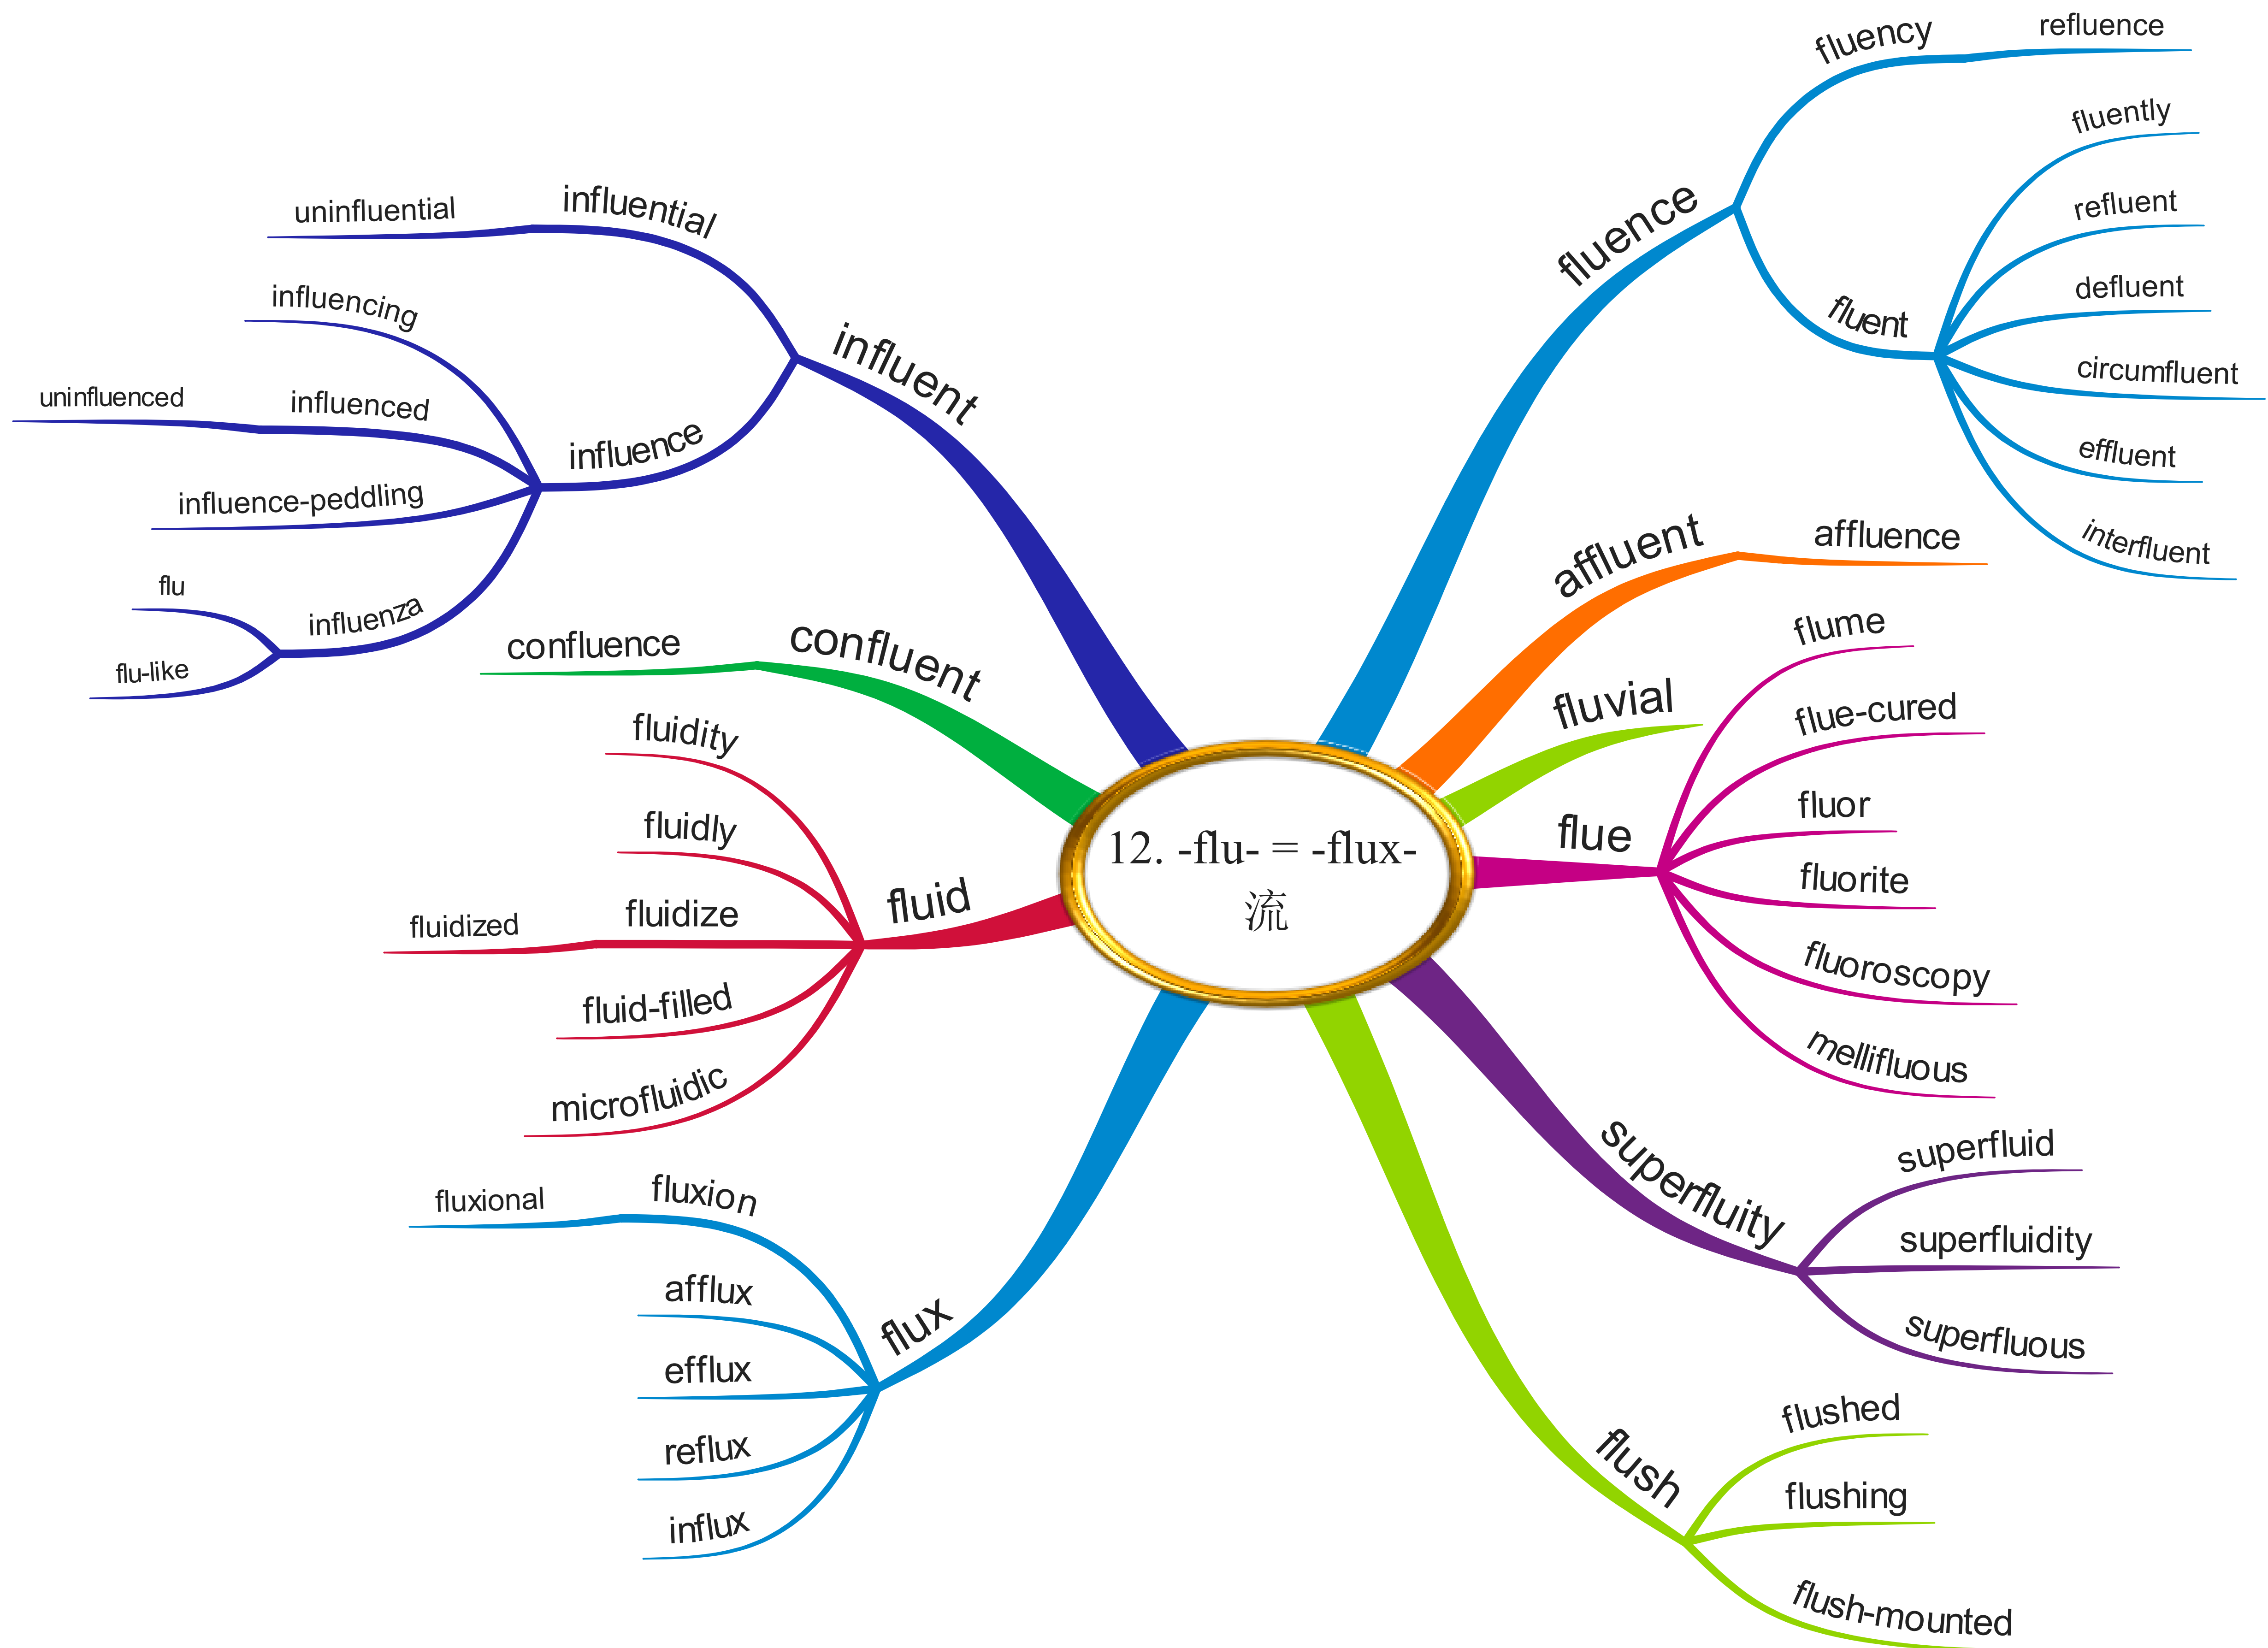 12. -flu- = -flux-
流
fluence
fluency
refluence
fluent
fluently
refluent
defluent
circumfluent
effluent
interfluent
affluent
affluence
fluvial
flue
flume
flue-cured
fluor
fluorite
fluoroscopy
mellifluous
superfluity
superfluid
superfluidity
superfluous
flush
flushed
flushing
flush-mounted
influent
influential
uninfluential
influence
influencing
influenced
uninfluenced
influence-peddling
influenza
flu
flu-like
confluent
confluence
fluid
fluidity
fluidly
fluidize
fluidized
fluid-filled
microfluidic
flux
fluxion
fluxional
afflux
efflux
reflux
influx